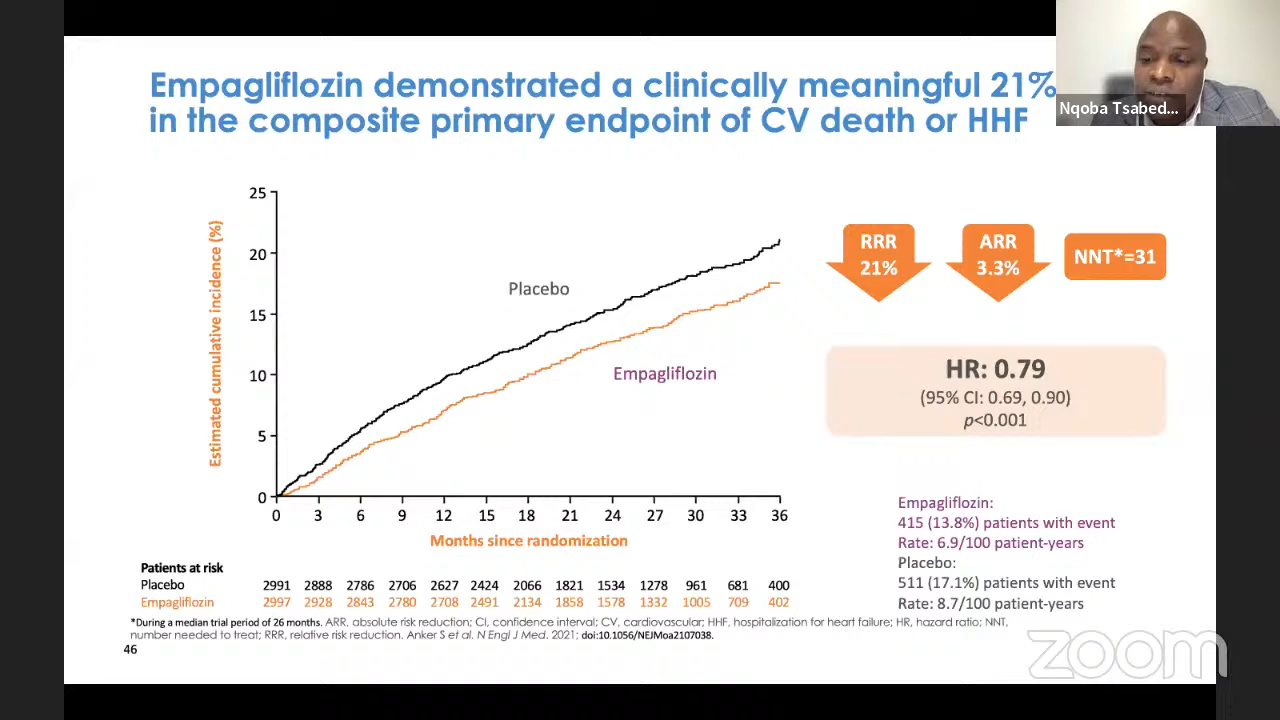 Empagliflozin demonstrated a clinically meaningful 21%
in the composite primary endpoint of CV death or HHF
Nqoba Tsabed...
Estimated cumulative incidence (%)
25
20
15
10
5
0
Placebo
Empagliflozin
0 3 6 9 12 15 18 21 24 27 30 33 36
Months since randomization
RRR
21%
ARR
3.3%
NNT*=31
HR: 0.79
(95% CI: 0.69, 0.90)
p<0.001
Empagliflozin:
415 (13.8%) patients with event
Rate: 6.9/100 patient-years
Placebo:
511 (17.1%) patients with event
Rate: 8.7/100 patient-years
Patients at risk
Placebo 2991 2888 2786 2706 2627 2424 2066 1821 1534 1278 961 681 400
Empagliflozin 2997 2928 2843 2780 2708 2491 2134 1858 1578 1332 1005 709 402
*During a median trial period of 26 months. ARR, absolute risk reduction; CI, confidence interval; CV, cardiovascular; HHF, hospitalization for heart failure; HR, hazard ratio; NNT,
number needed to treat; RRR, relative risk reduction. Anker S et al. N Engl J Med. 2021; doi:10.1056/NEJMoa2107038.
46
zoom